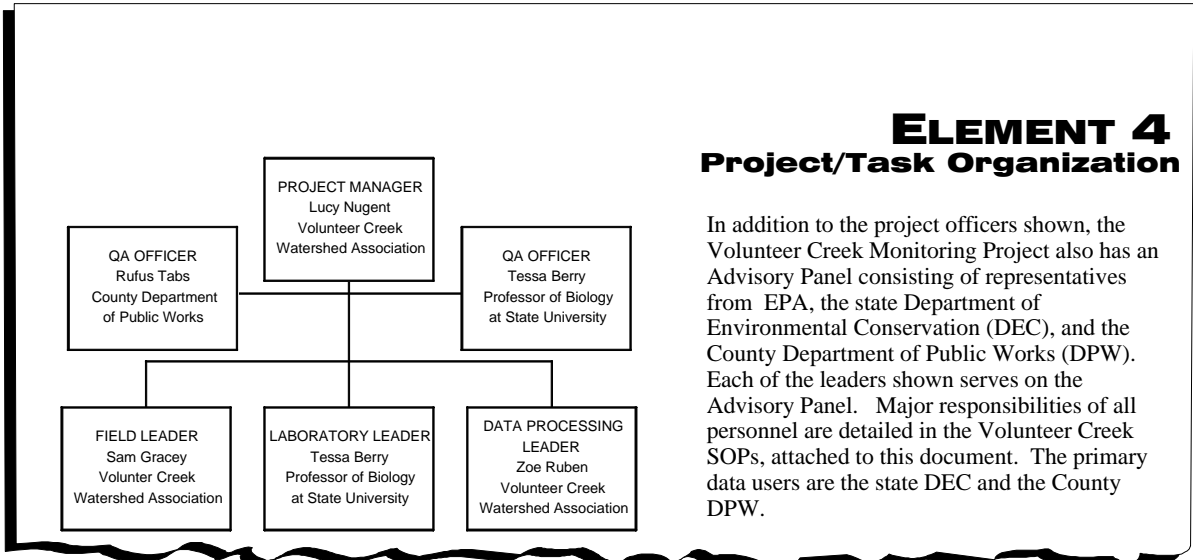 ELEMENT 4
Project/Task Organization
PROJECT MANAGER
Lucy Nugent
Volunteer Creek
Watershed Association
QA OFFICER
Rufus Tabs
County Department
of Public Works
QA OFFICER
Tessa Berry
Professor of Biology
at State University
FIELD LEADER
Sam Gracey
Volunter Creek
Watershed Association
LABORATORY LEADER
Tessa Berry
Professor of Biology
at State University
DATA PROCESSING
LEADER
Zoe Ruben
Volunteer Creek
Watershed Association
In addition to the project officers shown, the
Volunteer Creek Monitoring Project also has an
Advisory Panel consisting of representatives
from EPA, the state Department of
Environmental Conservation (DEC), and the
County Department of Public Works (DPW).
Each of the leaders shown serves on the
Advisory Panel. Major responsibilities of all
personnel are detailed in the Volunteer Creek
SOPs, attached to this document. The primary
data users are the state DEC and the County
DPW.